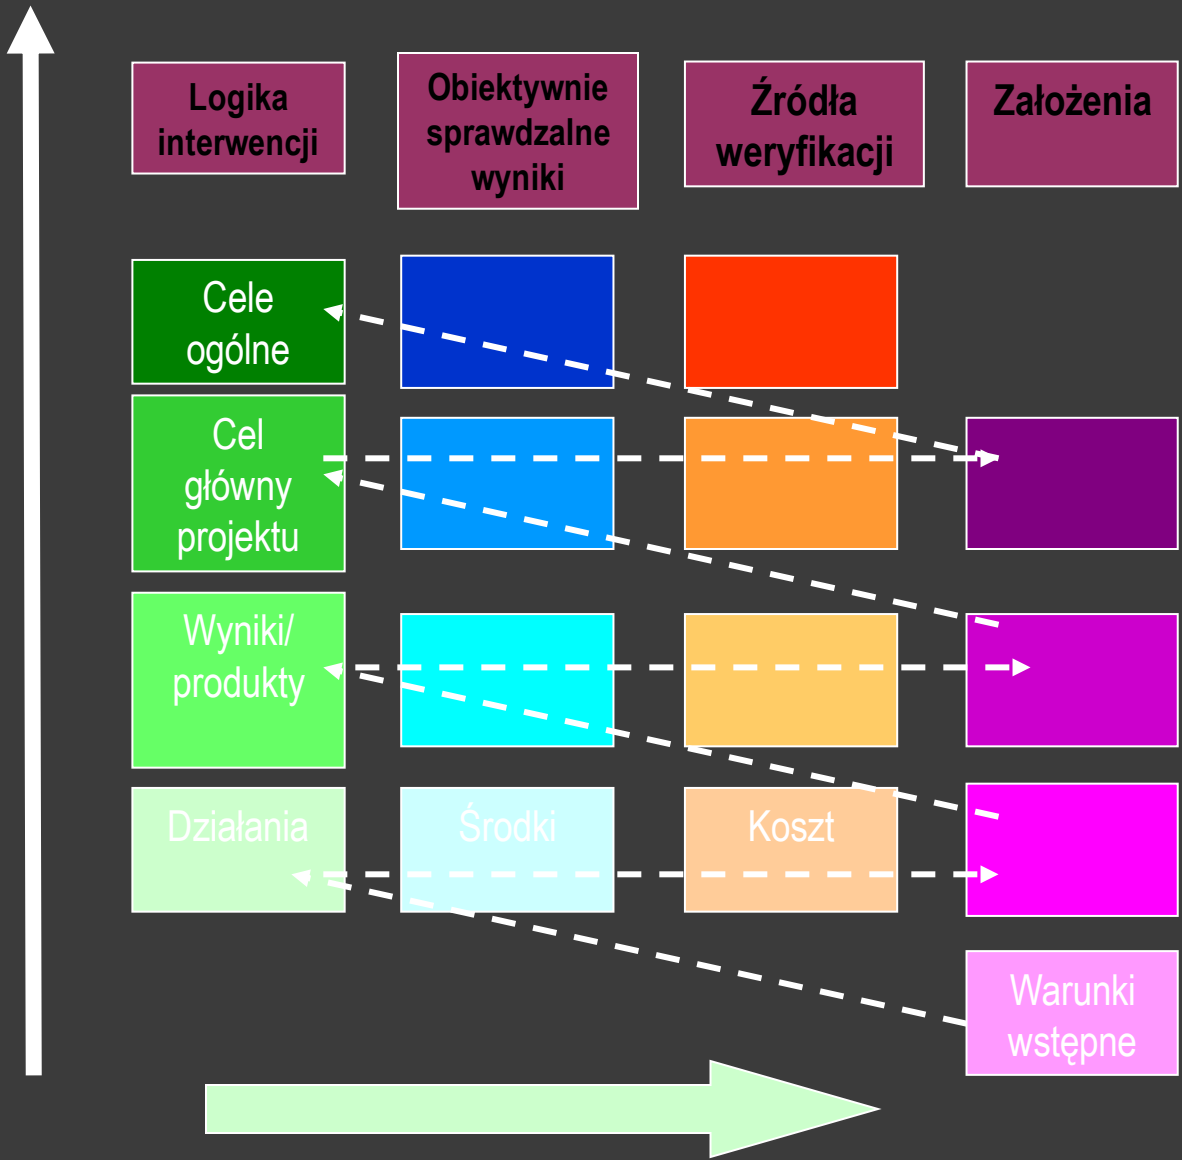 Logika
interwencji
Obiektywnie
sprawdzalne
wyniki
Źródła
weryfikacji
Założenia
Cele
ogólne
Cel
główny
projektu
Wyniki/
produkty
Działania
Środki
Koszt
Warunki
wstępne